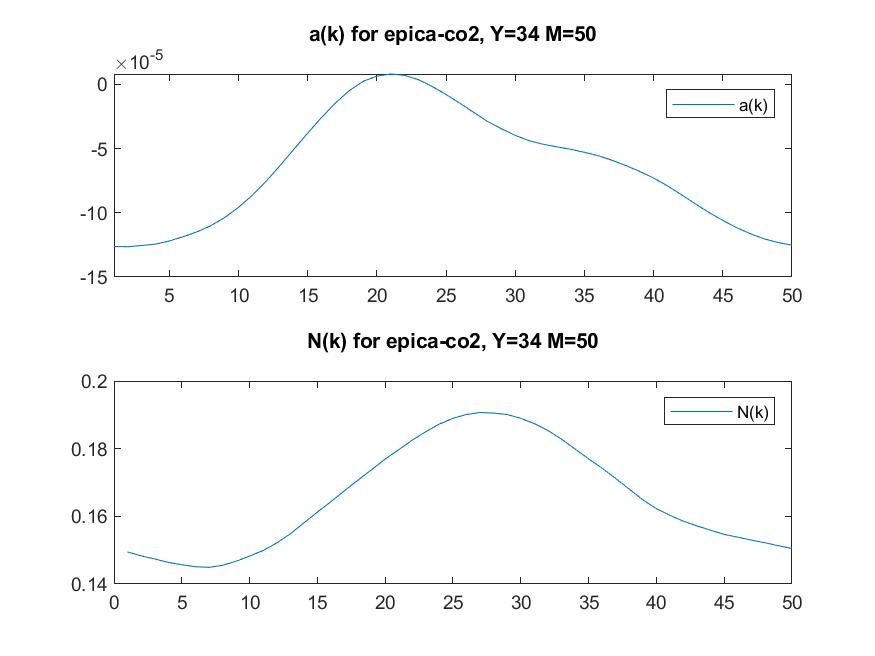 a(k) for epica-co2, Y=34 M=50
×10-5
0
-5
-10
-15
a(k)
5 10 15 20 25 30 35 40 45 50
N(k) for epica-co2, Y=34 M=50
0.2
0.18
0.16
0.14
N(k)
0 5 10 15 20 25 30 35 40 45 50